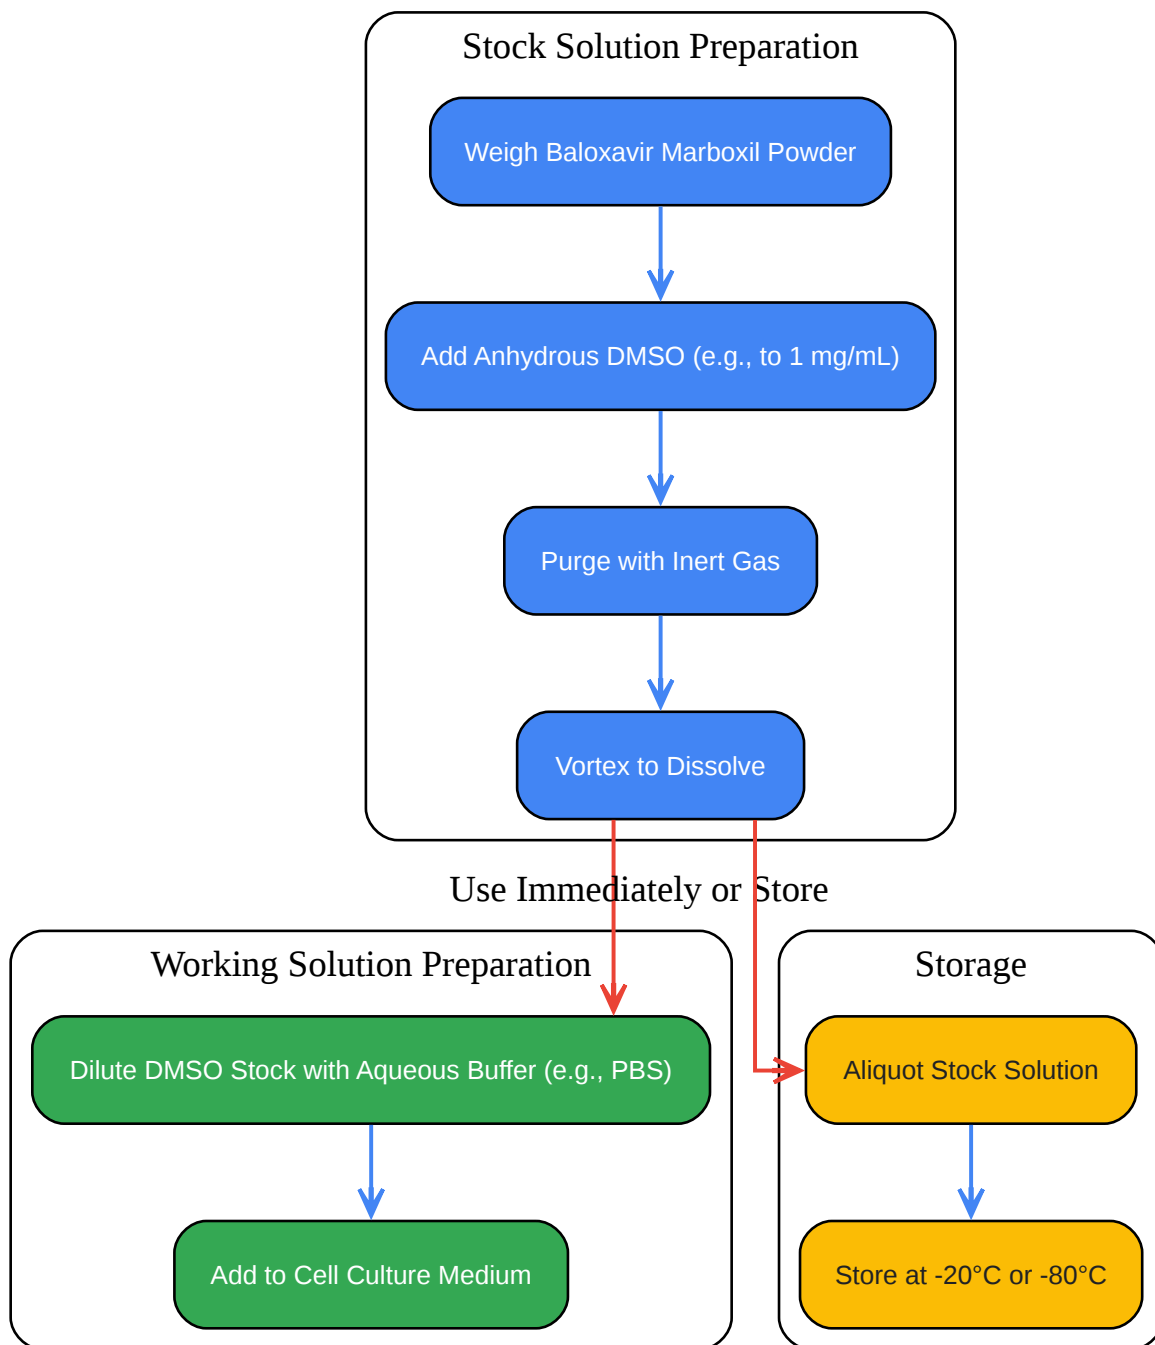 Stock Solution Preparation
Weigh Baloxavir Marboxil Powder
Add Anhydrous DMSO (e.g., to 1 mg/mL)
Purge with Inert Gas
Vortex to Dissolve
Use Immediately or Store
Working Solution Preparation
Dilute DMSO Stock with Aqueous Buffer (e.g., PBS)
Add to Cell Culture Medium
Storage
Aliquot Stock Solution
Store at -20°C or -80°C